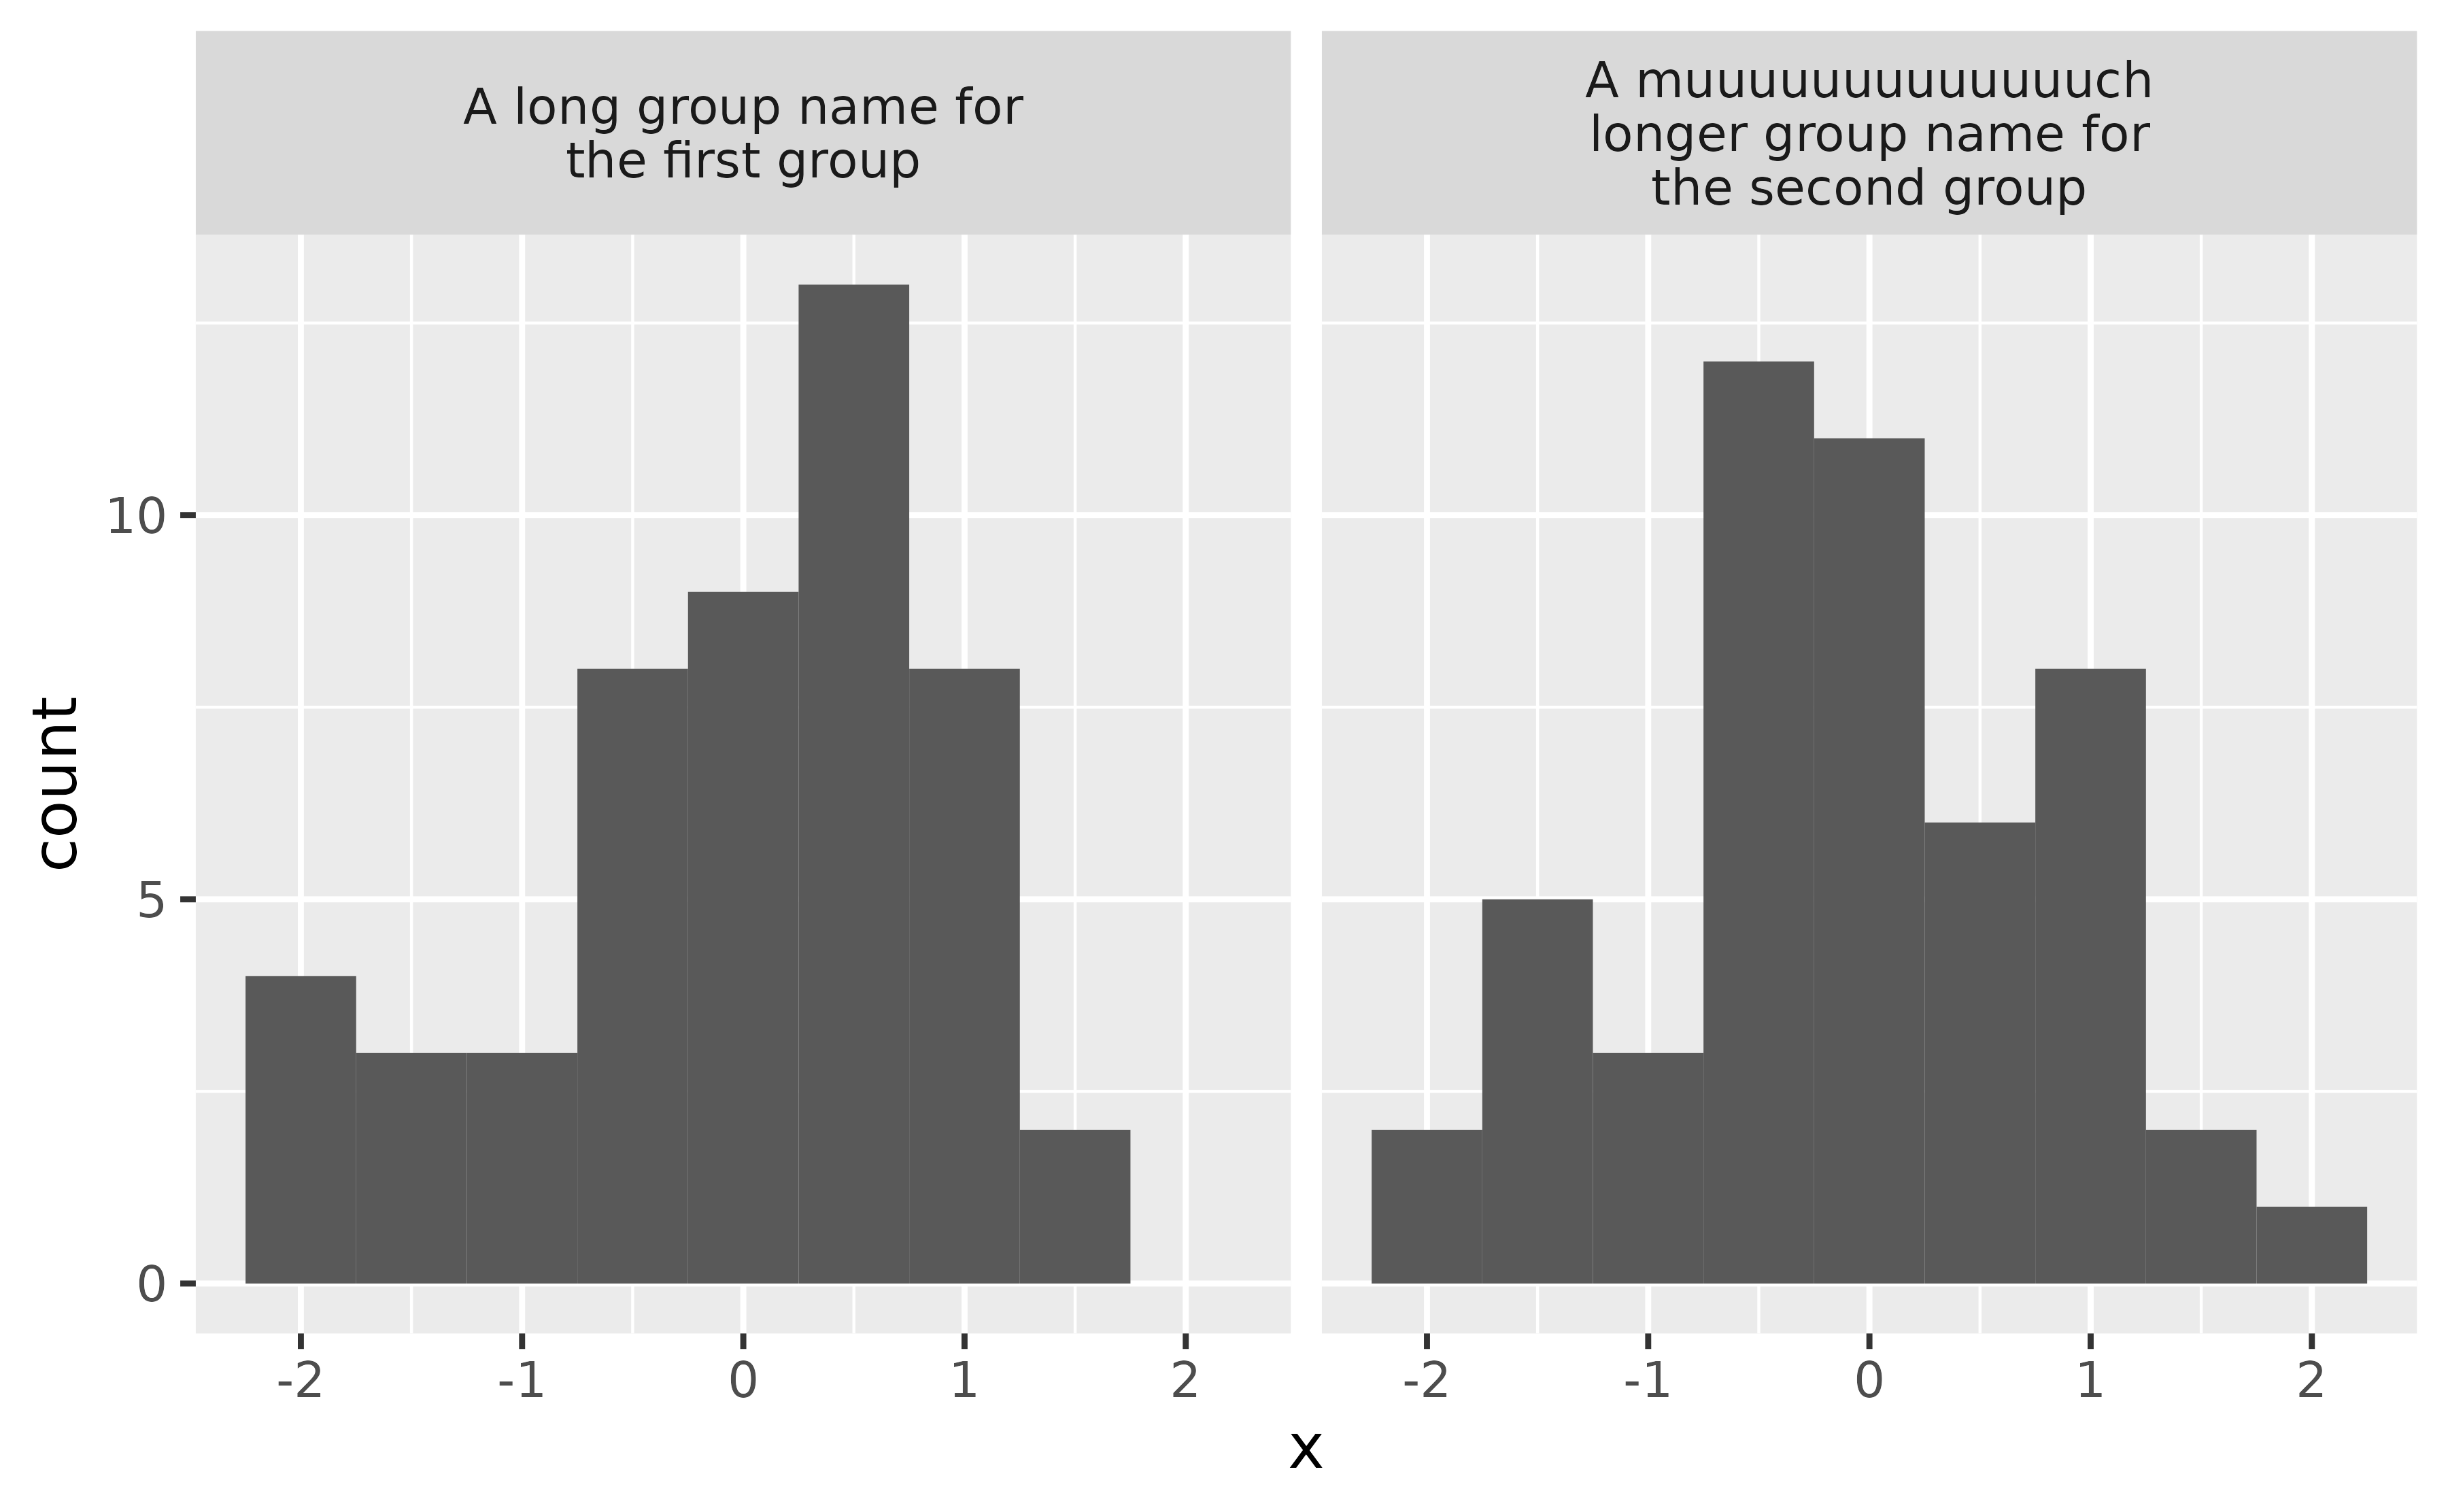 A long group name for
the first group
A muuuuuuuuuuuuuch
longer group name for
the second group
count
10
5
0
-2 -1 0 1 2
-2 -1 0 1 2
x